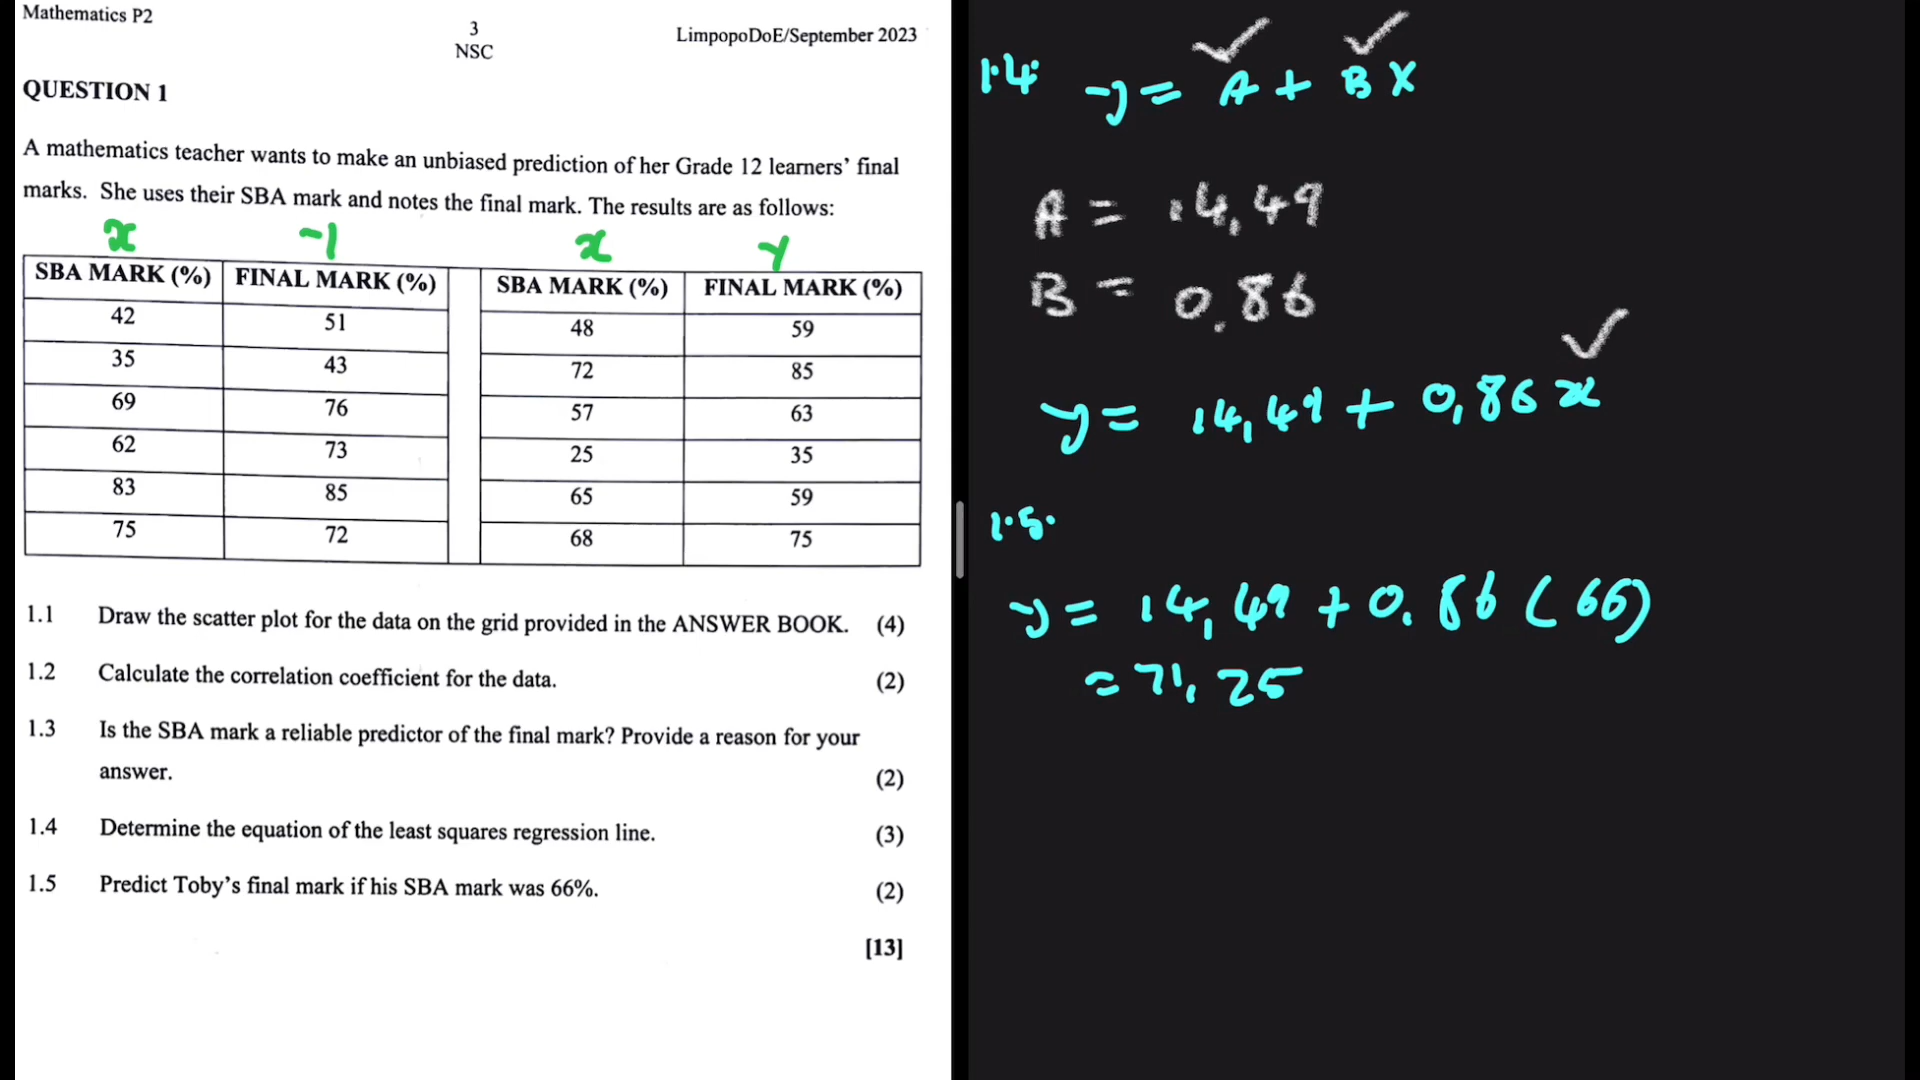 Mathematics P2
3
NSC
LimpopoDoE/September 2023
QUESTION 1
A mathematics teacher wants to make an unbiased prediction of her Grade 12 learners' final
marks. She uses their SBA mark and notes the final mark. The results are as follows:
x y x y
SBA MARK (%) FINAL MARK (%) SBA MARK (%) FINAL MARK (%)
42 51 48 59
35 43 72 85
69 76 57 63
62 73 25 35
83 85 65 59
75 72 68 75
1.1 Draw the scatter plot for the data on the grid provided in the ANSWER BOOK. (4)
1.2 Calculate the correlation coefficient for the data. (2)
1.3 Is the SBA mark a reliable predictor of the final mark? Provide a reason for your
answer. (2)
1.4 Determine the equation of the least squares regression line. (3)
1.5 Predict Toby's final mark if his SBA mark was 66%. (2)
[13]
1.4. y = A + Bx
A = 14,49
B = 0.86
y = 14,49 + 0,86x
1.5.
y = 14,49 + 0.86 (66)
= 71,25